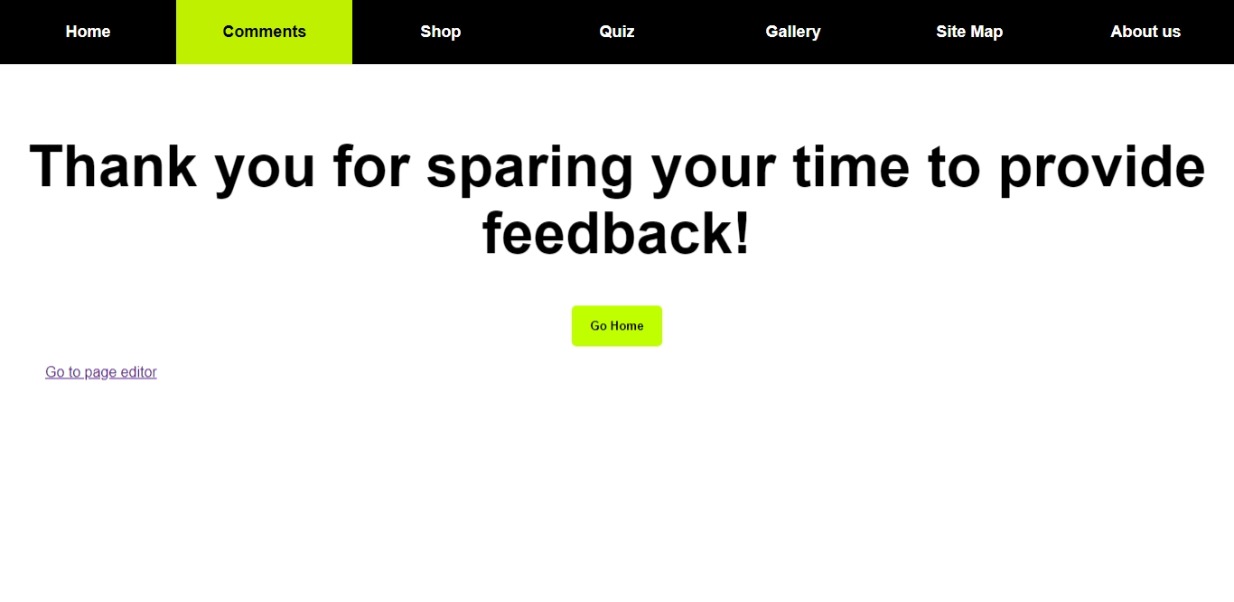 Home Comments Shop Quiz Gallery Site Map About us
Thank you for sparing your time to provide
feedback!
Go Home
Go to page editor